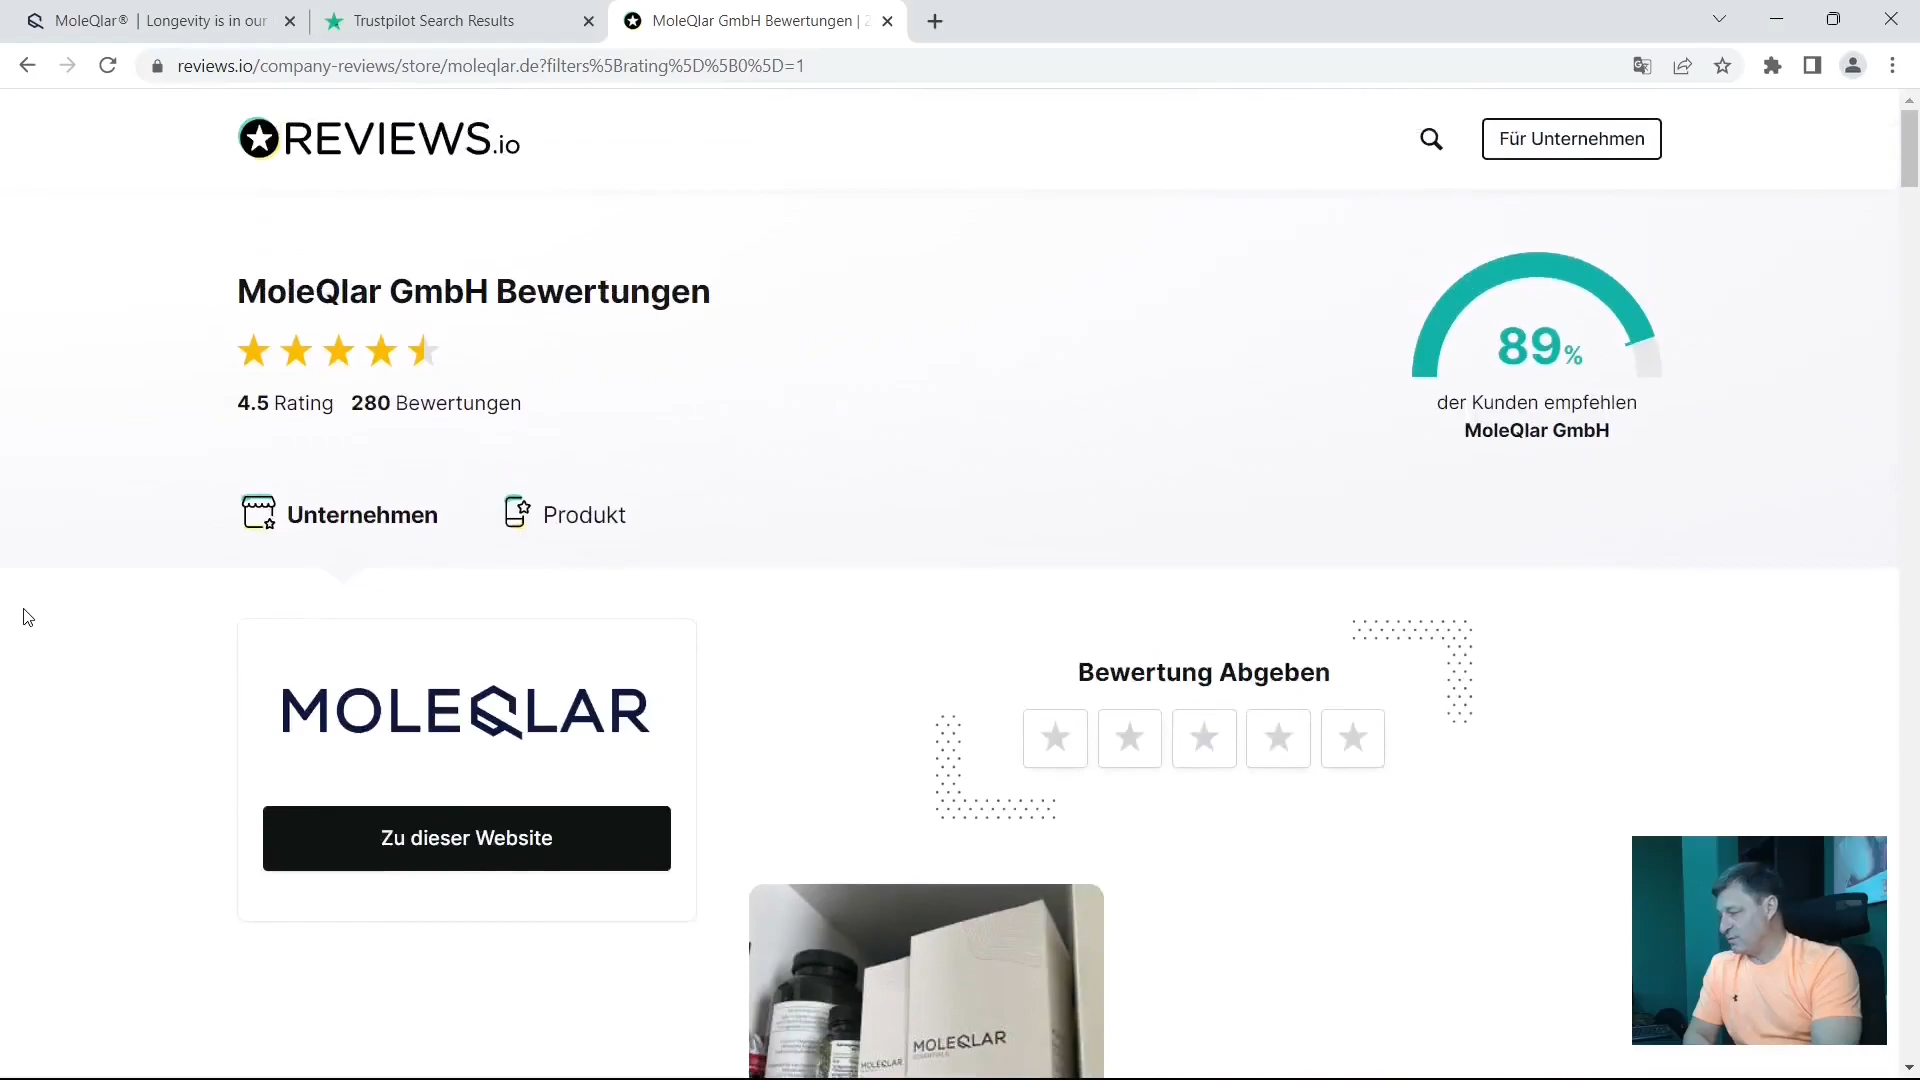 MoleQlar® | Longevity is in our
Trustpilot Search Results
MoleQlar GmbH Bewertungen | 2
reviews.io/company-reviews/store/moleqlar.de?filters%5Brating%5D%5B0%5D=1
REVIEWS.io
Für Unternehmen
MoleQlar GmbH Bewertungen
4.5 Rating 280 Bewertungen
89%
der Kunden empfehlen
MoleQlar GmbH
Unternehmen
Produkt
MOLEQLAR
Zu dieser Website
Bewertung Abgeben
MOLEQLAR
MOLEQLAR